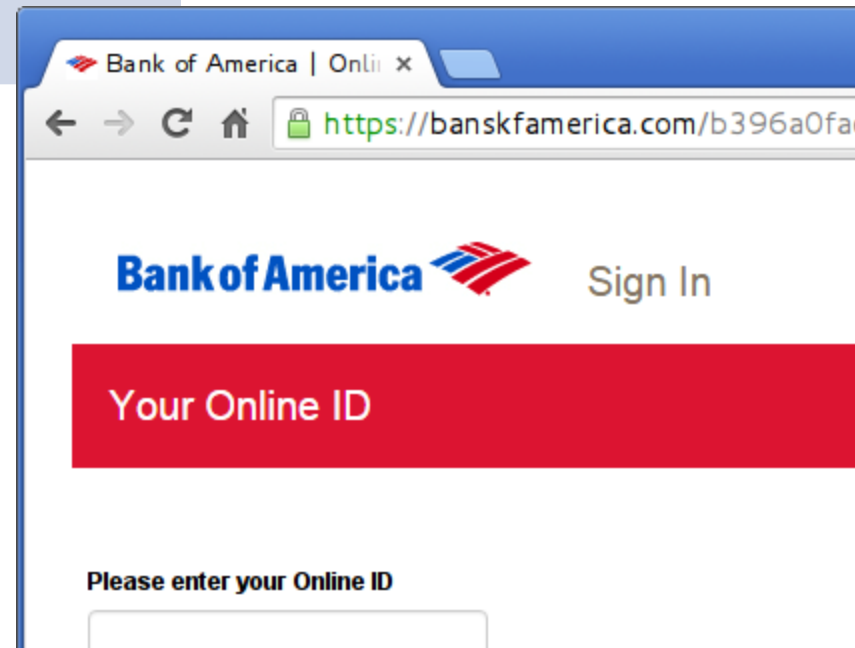 Bank of America | Onlin
https://banskfamerica.com/b396a0fa
Bank of America
Sign In
Your Online ID
Please enter your Online ID